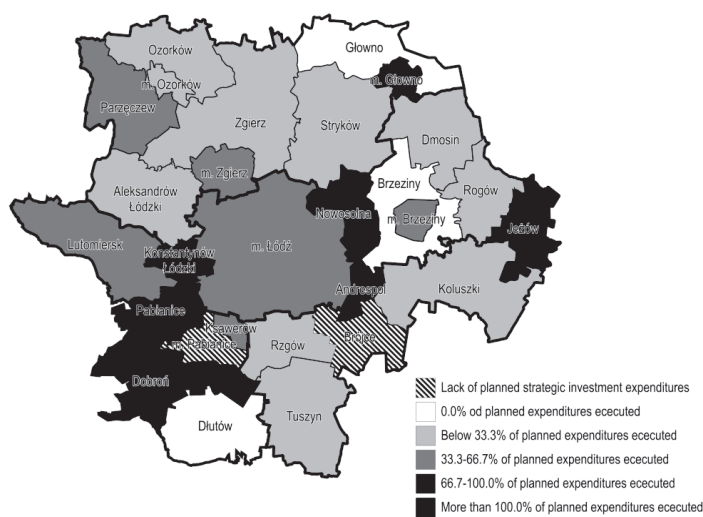 Ozorków
Głowno
m. Głowno
m. Ozorków
Parzęczew
Zgierz
Stryków
Dmosin
m. Zgierz
Brzeziny
Rogów
Aleksandrów
Łódzki
Nowosolna
m. Brzeziny
Jeżów
Lutomiersk
Konstantynów
Łódzki
m. Łódź
Andrespol
Koluszki
Pabianice
Ksawerów
m. Pabianice
Rzgów
Brójce
Dobroń
Dłutów
Tuszyn
Lack of planned strategic investment expenditures
0.0% od planned expenditures ececuted
Below 33.3% of planned expenditures ececuted
33.3-66.7% of planned expenditures ececuted
66.7-100.0% of planned expenditures ececuted
More than 100.0% of planned expenditures ececuted